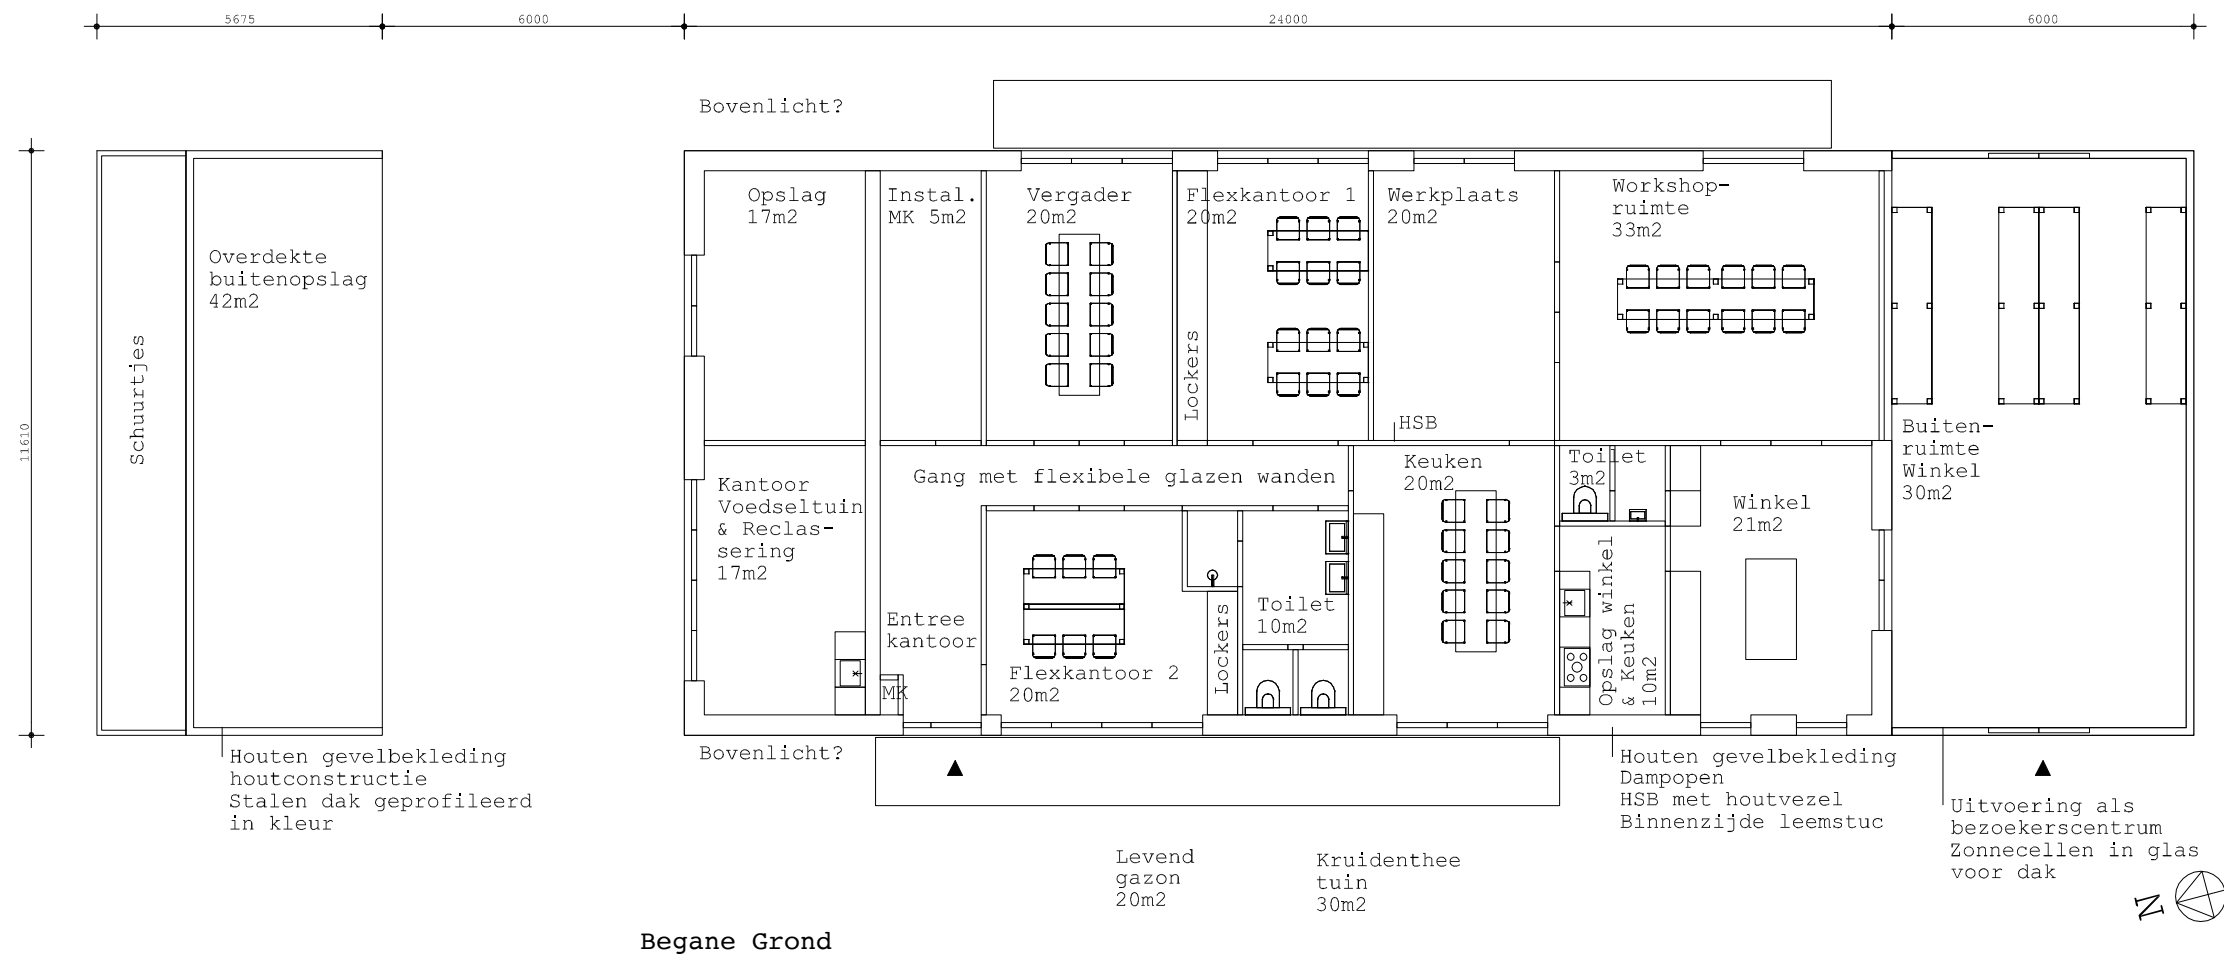 5675
6000
24000
6000
11610
Bovenlicht?
Schuurtjes
Overdekte
buitenopslag
42m2
Opslag
17m2
Instal.
MK 5m2
Vergader
20m2
Lockers
Flexkantoor 1
20m2
Werkplaats
20m2
Workshop-
ruimte
33m2
HSB
Buiten-
ruimte
Winkel
30m2
Kantoor
Voedseltuin
& Reclas-
sering
17m2
Gang met flexibele glazen wanden
Keuken
20m2
Toilet
3m2
Winkel
21m2
Entree
kantoor
MK
Flexkantoor 2
20m2
Lockers
Toilet
10m2
Opslag winkel
& Keuken
10m2
Bovenlicht?
Houten gevelbekleding
houtconstructie
Stalen dak geprofileerd
in kleur
Houten gevelbekleding
Dampopen
HSB met houtvezel
Binnenzijde leemstuc
Uitvoering als
bezoekerscentrum
Zonnecellen in glas
voor dak
Levend
gazon
20m2
Kruidenthee
tuin
30m2
N
Begane Grond